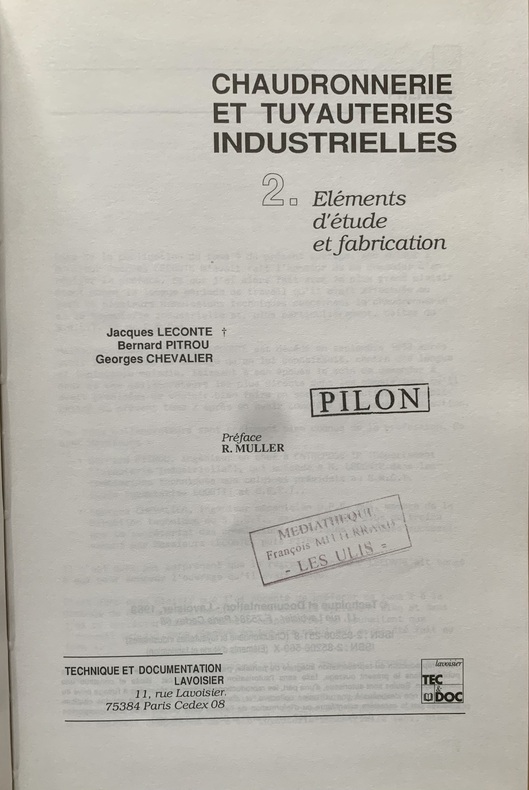 CHAUDRONNERIE
ET TUYAUTERIES
INDUSTRIELLES
2. Eléments
d'étude
et fabrication
Jacques LECONTE †
Bernard PITROU
Georges CHEVALIER
PILON
Préface
R. MULLER
MEDIATHEQUE
François MITTERRAND
- LES ULIS -
TECHNIQUE ET DOCUMENTATION
LAVOISIER
11, rue Lavoisier.
75384 Paris Cedex 08
lavoisier
TEC
& DOC